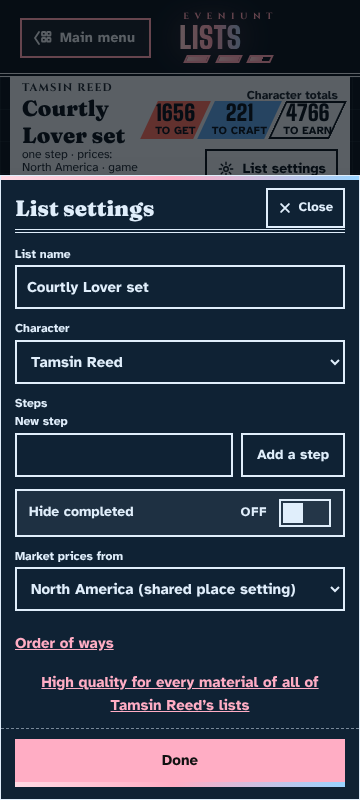 Main menu
EVENIUNT
LISTS
TAMSIN REED
Courtly
Lover set
one step · prices:
North America · game
Character totals
1656
TO GET
221
TO CRAFT
4766
TO EARN
List settings
List settings
Close
List name
Courtly Lover set
Character
Tamsin Reed
Steps
New step
Add a step
Hide completed
OFF
Market prices from
North America (shared place setting)
Order of ways
High quality for every material of all of
Tamsin Reed’s lists
Done